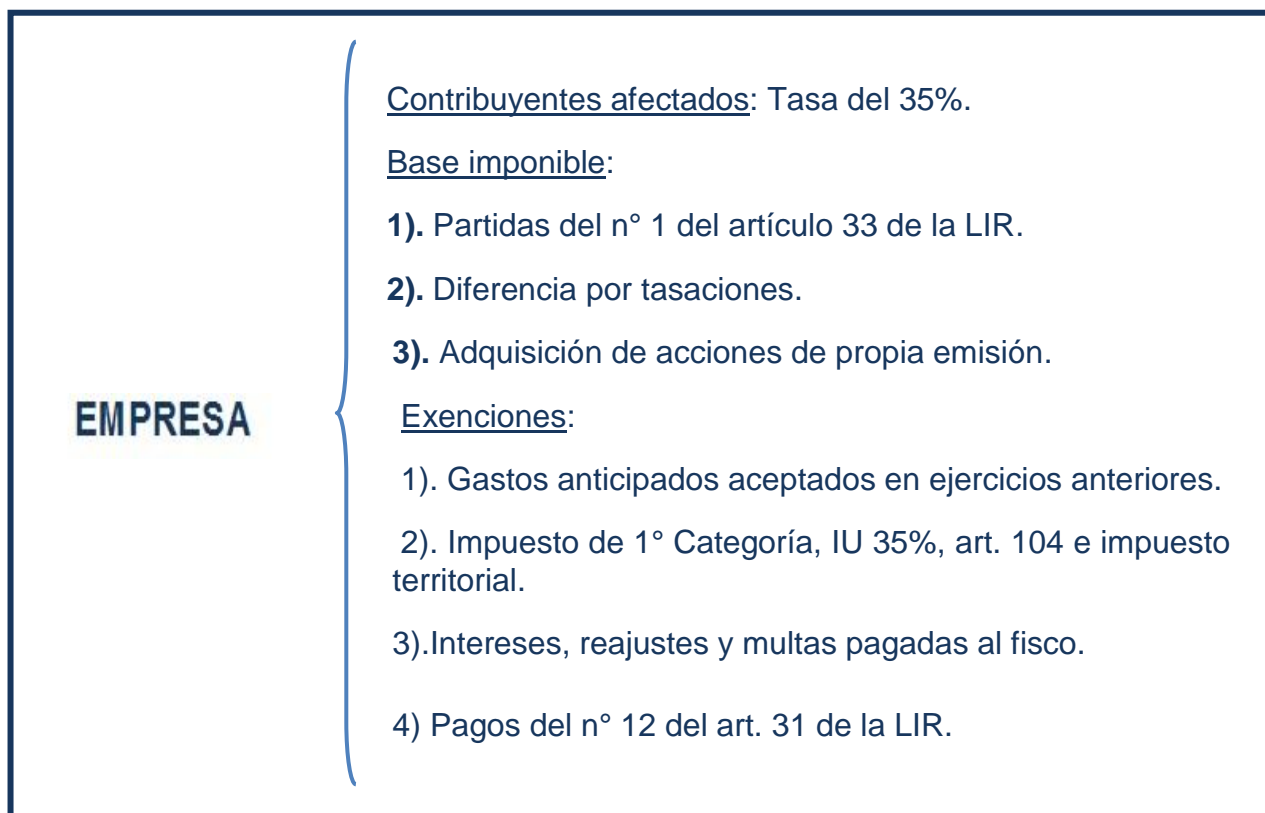 EMPRESA
Contribuyentes afectados: Tasa del 35%.
Base imponible:
1). Partidas del n° 1 del artículo 33 de la LIR.
2). Diferencia por tasaciones.
3). Adquisición de acciones de propia emisión.
Exenciones:
1). Gastos anticipados aceptados en ejercicios anteriores.
2). Impuesto de 1° Categoría, IU 35%, art. 104 e impuesto
territorial.
3).Intereses, reajustes y multas pagadas al fisco.
4) Pagos del n° 12 del art. 31 de la LIR.